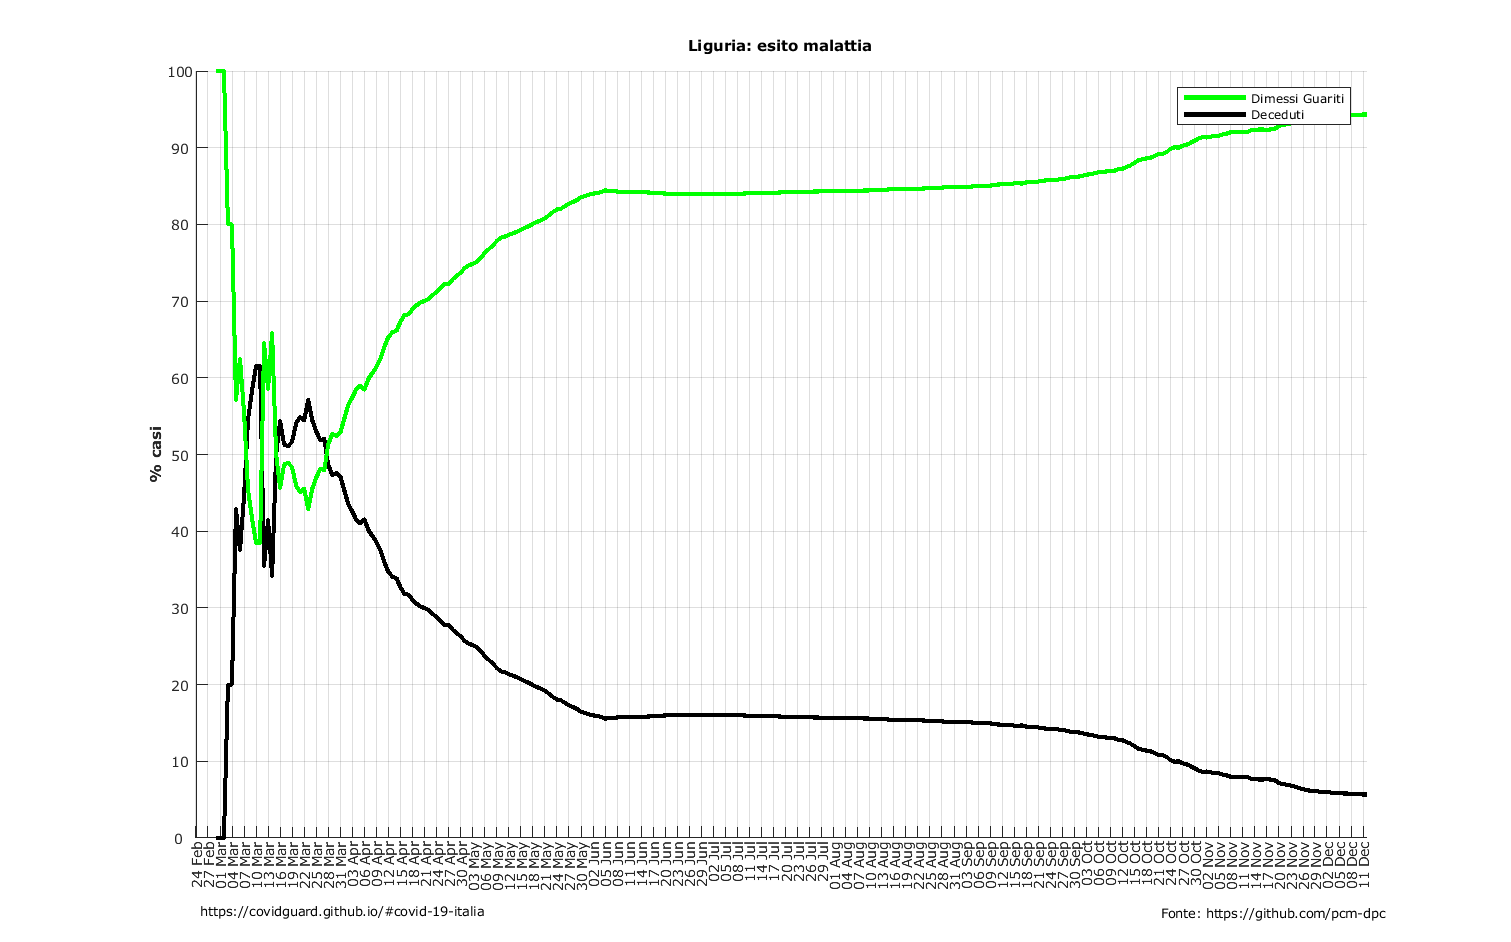 Liguria: esito malattia
100
90
80
70
60
50
40
30
20
10
0
% casi
Dimessi Guariti
Deceduti
24 Feb
27 Feb
01 Mar
04 Mar
07 Mar
10 Mar
13 Mar
16 Mar
19 Mar
22 Mar
25 Mar
28 Mar
31 Mar
03 Apr
06 Apr
09 Apr
12 Apr
15 Apr
18 Apr
21 Apr
24 Apr
27 Apr
30 Apr
03 May
06 May
09 May
12 May
15 May
18 May
21 May
24 May
27 May
30 May
02 Jun
05 Jun
08 Jun
11 Jun
14 Jun
17 Jun
20 Jun
23 Jun
26 Jun
29 Jun
02 Jul
05 Jul
08 Jul
11 Jul
14 Jul
17 Jul
20 Jul
23 Jul
26 Jul
29 Jul
01 Aug
04 Aug
07 Aug
10 Aug
13 Aug
16 Aug
19 Aug
22 Aug
25 Aug
28 Aug
31 Aug
03 Sep
06 Sep
09 Sep
12 Sep
15 Sep
18 Sep
21 Sep
24 Sep
27 Sep
30 Sep
03 Oct
06 Oct
09 Oct
12 Oct
15 Oct
18 Oct
21 Oct
24 Oct
27 Oct
30 Oct
02 Nov
05 Nov
08 Nov
11 Nov
14 Nov
17 Nov
20 Nov
23 Nov
26 Nov
29 Nov
02 Dec
05 Dec
08 Dec
11 Dec
https://covidguard.github.io/#covid-19-italia
Fonte: https://github.com/pcm-dpc